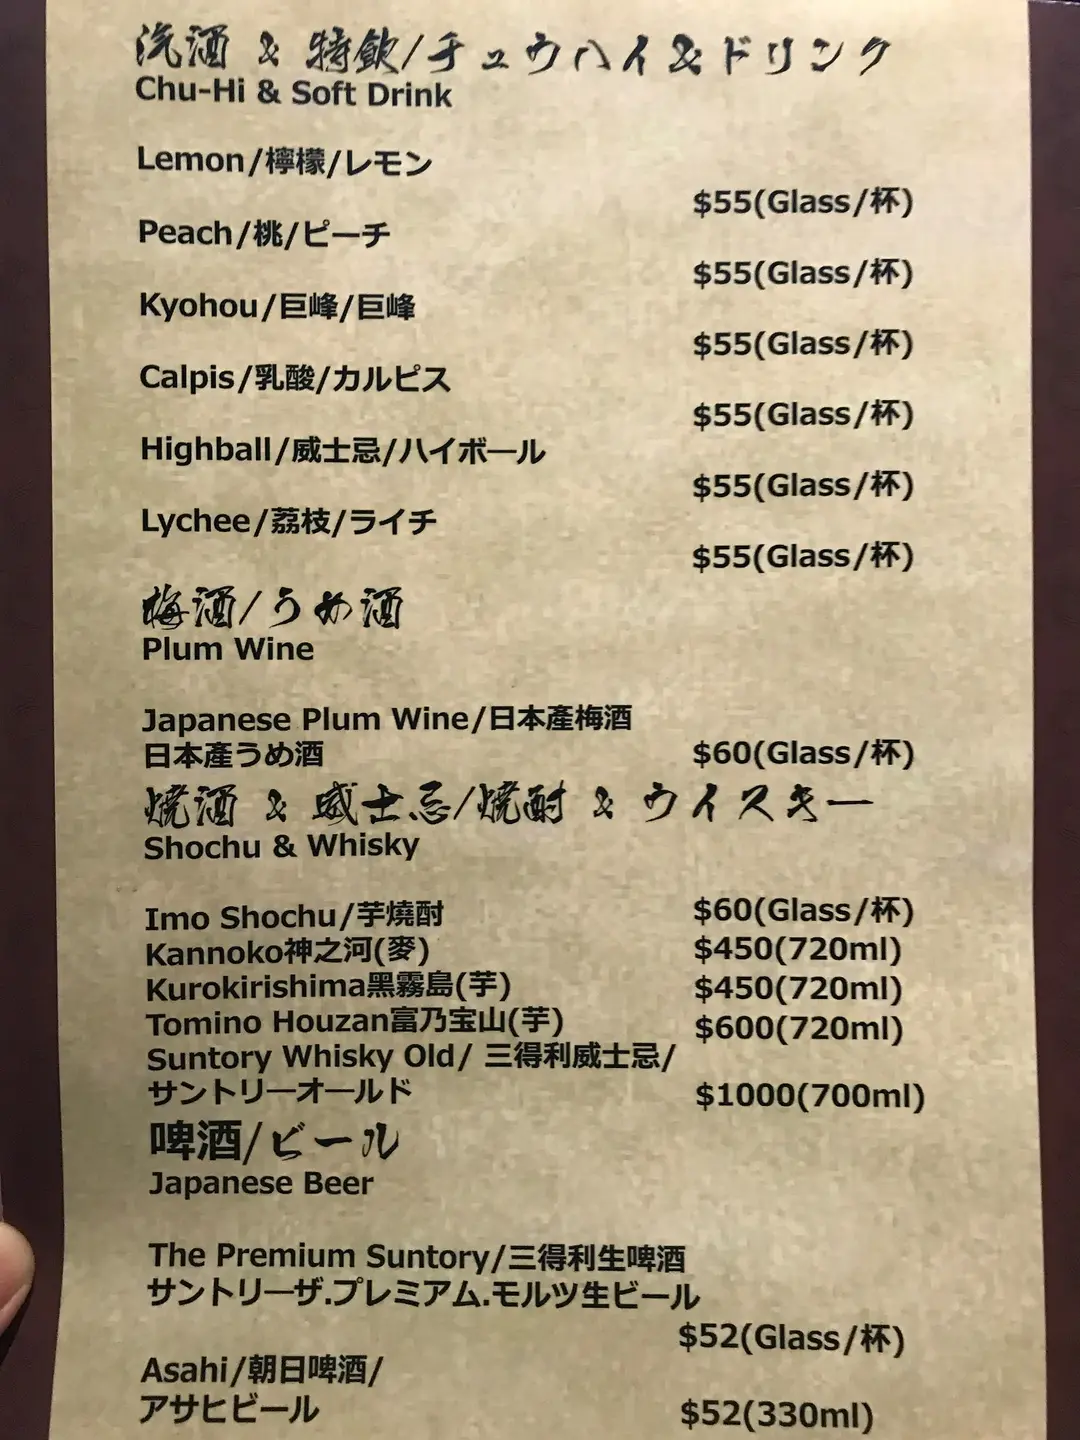 汽酒 & 特飲/チュウハイ&ドリンク
Chu-Hi & Soft Drink
Lemon/檸檬/レモン
$55(Glass/杯)
Peach/桃/ピーチ
$55(Glass/杯)
Kyohou/巨峰/巨峰
$55(Glass/杯)
Calpis/乳酸/カルピス
$55(Glass/杯)
Highball/威士忌/ハイボール
$55(Glass/杯)
Lychee/荔枝/ライチ
$55(Glass/杯)
梅酒/うめ酒
Plum Wine
Japanese Plum Wine/日本產梅酒
日本產うめ酒 $60(Glass/杯)
燒酒 & 威士忌/焼酎 & ウイスキー
Shochu & Whisky
Imo Shochu/芋燒酎 $60(Glass/杯)
Kannoko神之河(麥) $450(720ml)
Kurokirishima黑霧島(芋) $450(720ml)
Tomino Houzan富乃宝山(芋) $600(720ml)
Suntory Whisky Old/ 三得利威士忌/
サントリーオールド $1000(700ml)
啤酒/ビール
Japanese Beer
The Premium Suntory/三得利生啤酒
サントリーザ.プレミアム.モルツ生ビール
$52(Glass/杯)
Asahi/朝日啤酒/
アサヒビール $52(330ml)